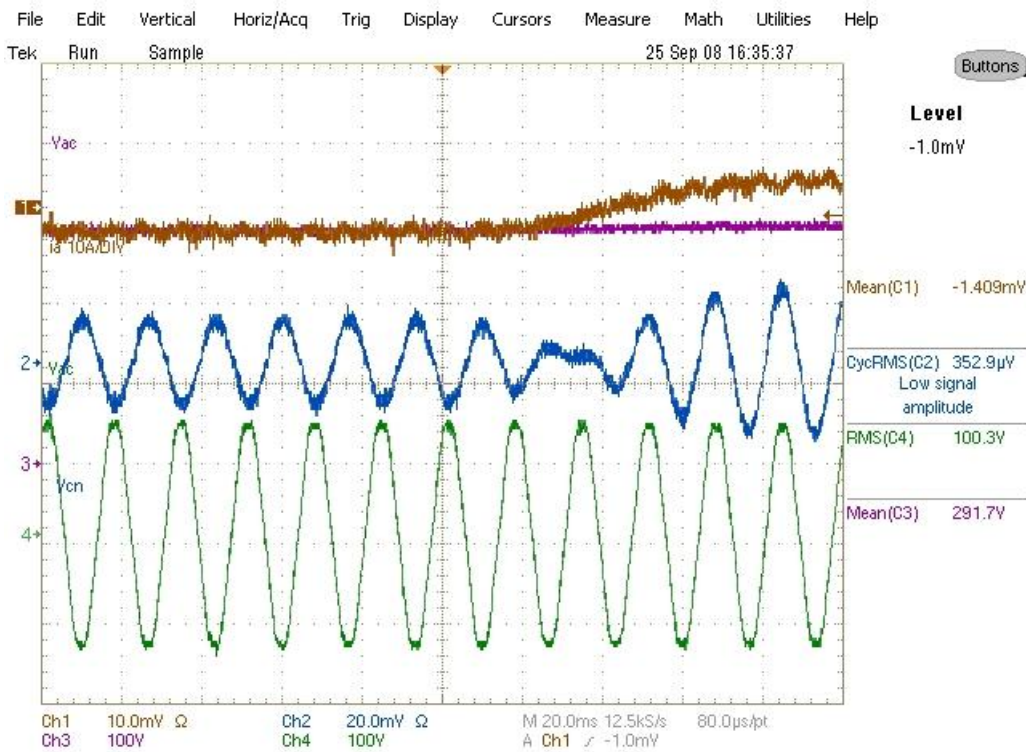 File Edit Vertical Horiz/Acq Trig Display Cursors Measure Math Utilities Help
Tek Run Sample 25 Sep 08 16:35:37
Buttons
Level
-1.0mV
Vac
1
ia 10A/DIV
Mean(C1) -1.409mV
2
Vac
CycRMS(C2) 352.9µV
Low signal
amplitude
RMS(C4) 100.3V
3
Vcn
Mean(C3) 291.7V
4
Ch1 10.0mV Ω Ch2 20.0mV Ω M 20.0ms 12.5kS/s 80.0µs/pt
Ch3 100V Ch4 100V A Ch1 ∕ -1.0mV